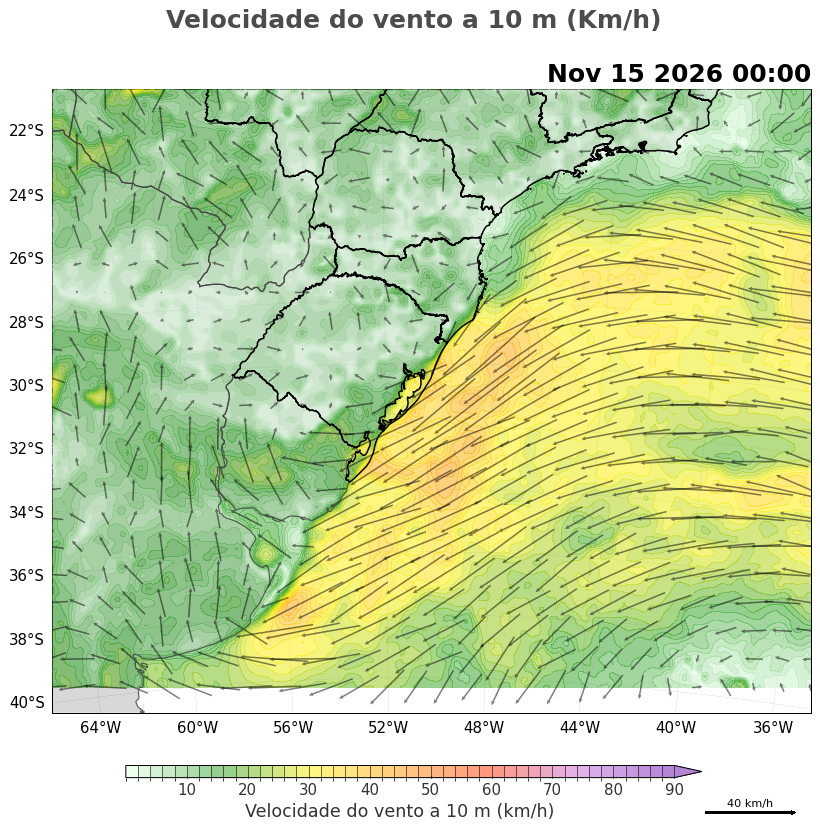 Velocidade do vento a 10 m (Km/h)
Nov 15 2026 00:00
22°S
24°S
26°S
28°S
30°S
32°S
34°S
36°S
38°S
40°S
64°W 60°W 56°W 52°W 48°W 44°W 40°W 36°W
10 20 30 40 50 60 70 80 90
Velocidade do vento a 10 m (km/h)
40 km/h